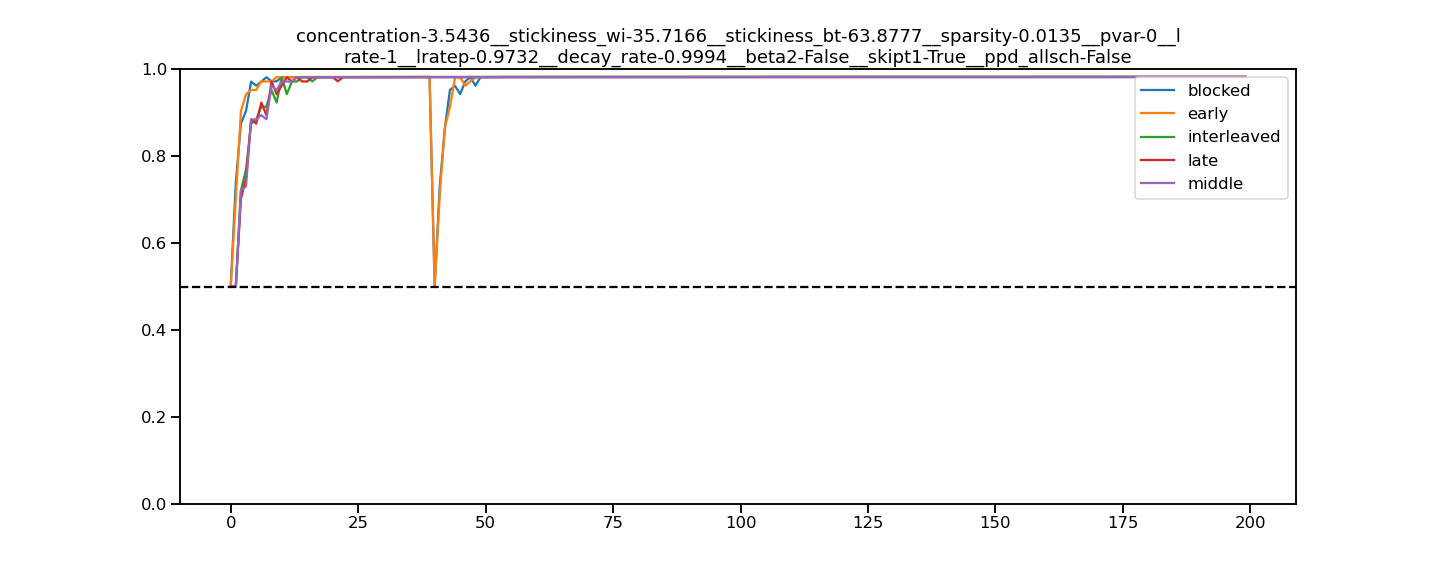 concentration-3.5436__stickiness_wi-35.7166__stickiness_bt-63.8777__sparsity-0.0135__pvar-0__l
rate-1__lratep-0.9732__decay_rate-0.9994__beta2-False__skipt1-True__ppd_allsch-False
1.0
0.8
0.6
0.4
0.2
0.0
blocked
early
interleaved
late
middle
0 25 50 75 100 125 150 175 200